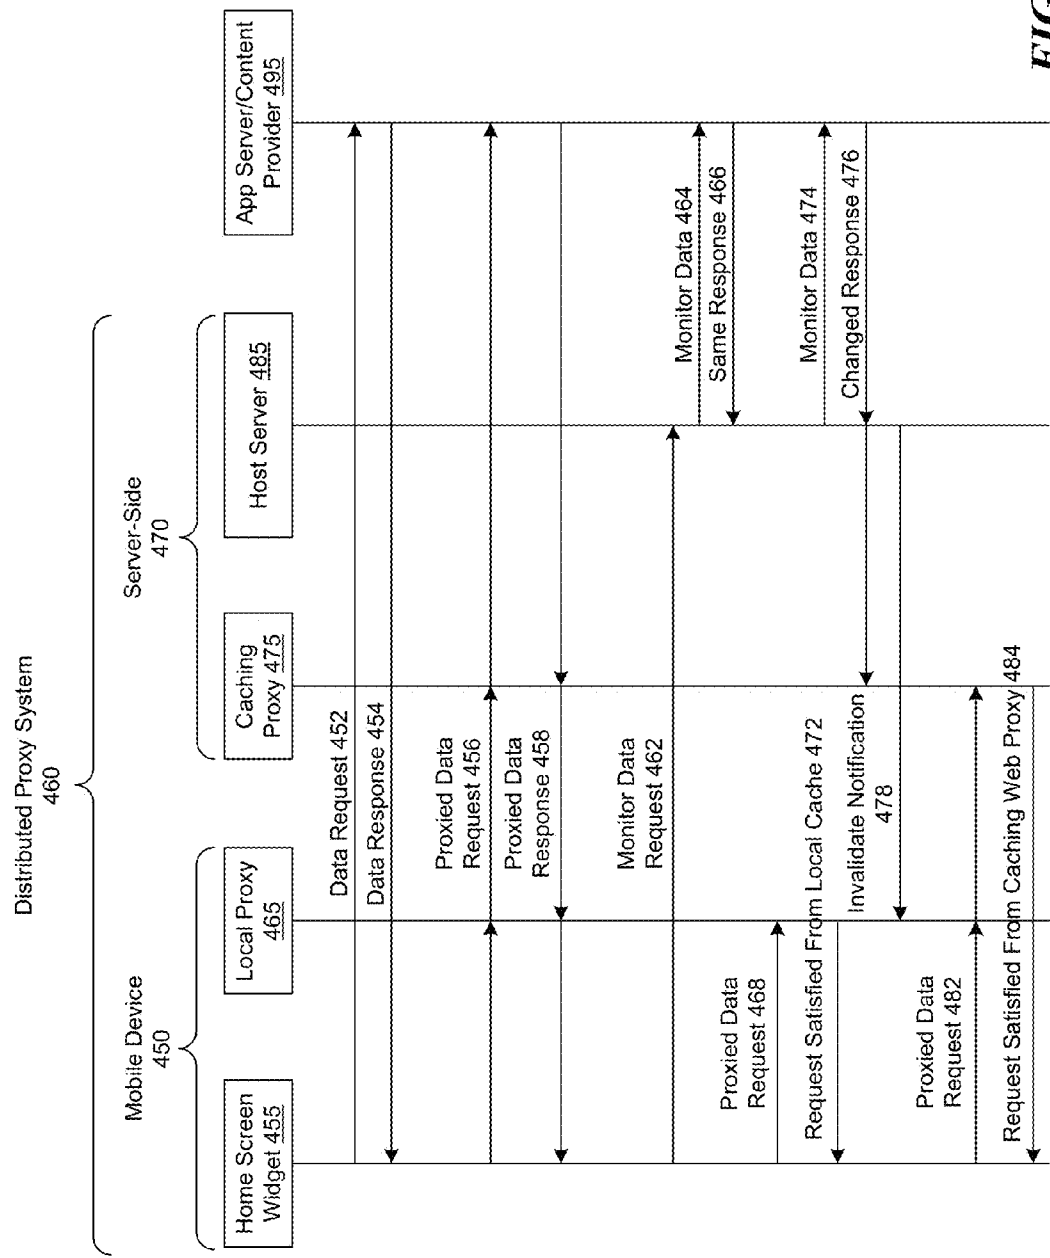 Distributed Proxy System
460
Mobile Device
450
Server-Side
470
Home Screen
Widget 455
Local Proxy
465
Caching
Proxy 475
Host Server 485
App Server/Content
Provider 495
Data Request 452
Data Response 454
Proxied Data
Request 456
Proxied Data
Response 458
Monitor Data
Request 462
Monitor Data 464
Same Response 466
Proxied Data
Request 468
Request Satisfied From Local Cache 472
Monitor Data 474
Changed Response 476
Invalidate Notification
478
Proxied Data
Request 482
Request Satisfied From Caching Web Proxy 484
FIG